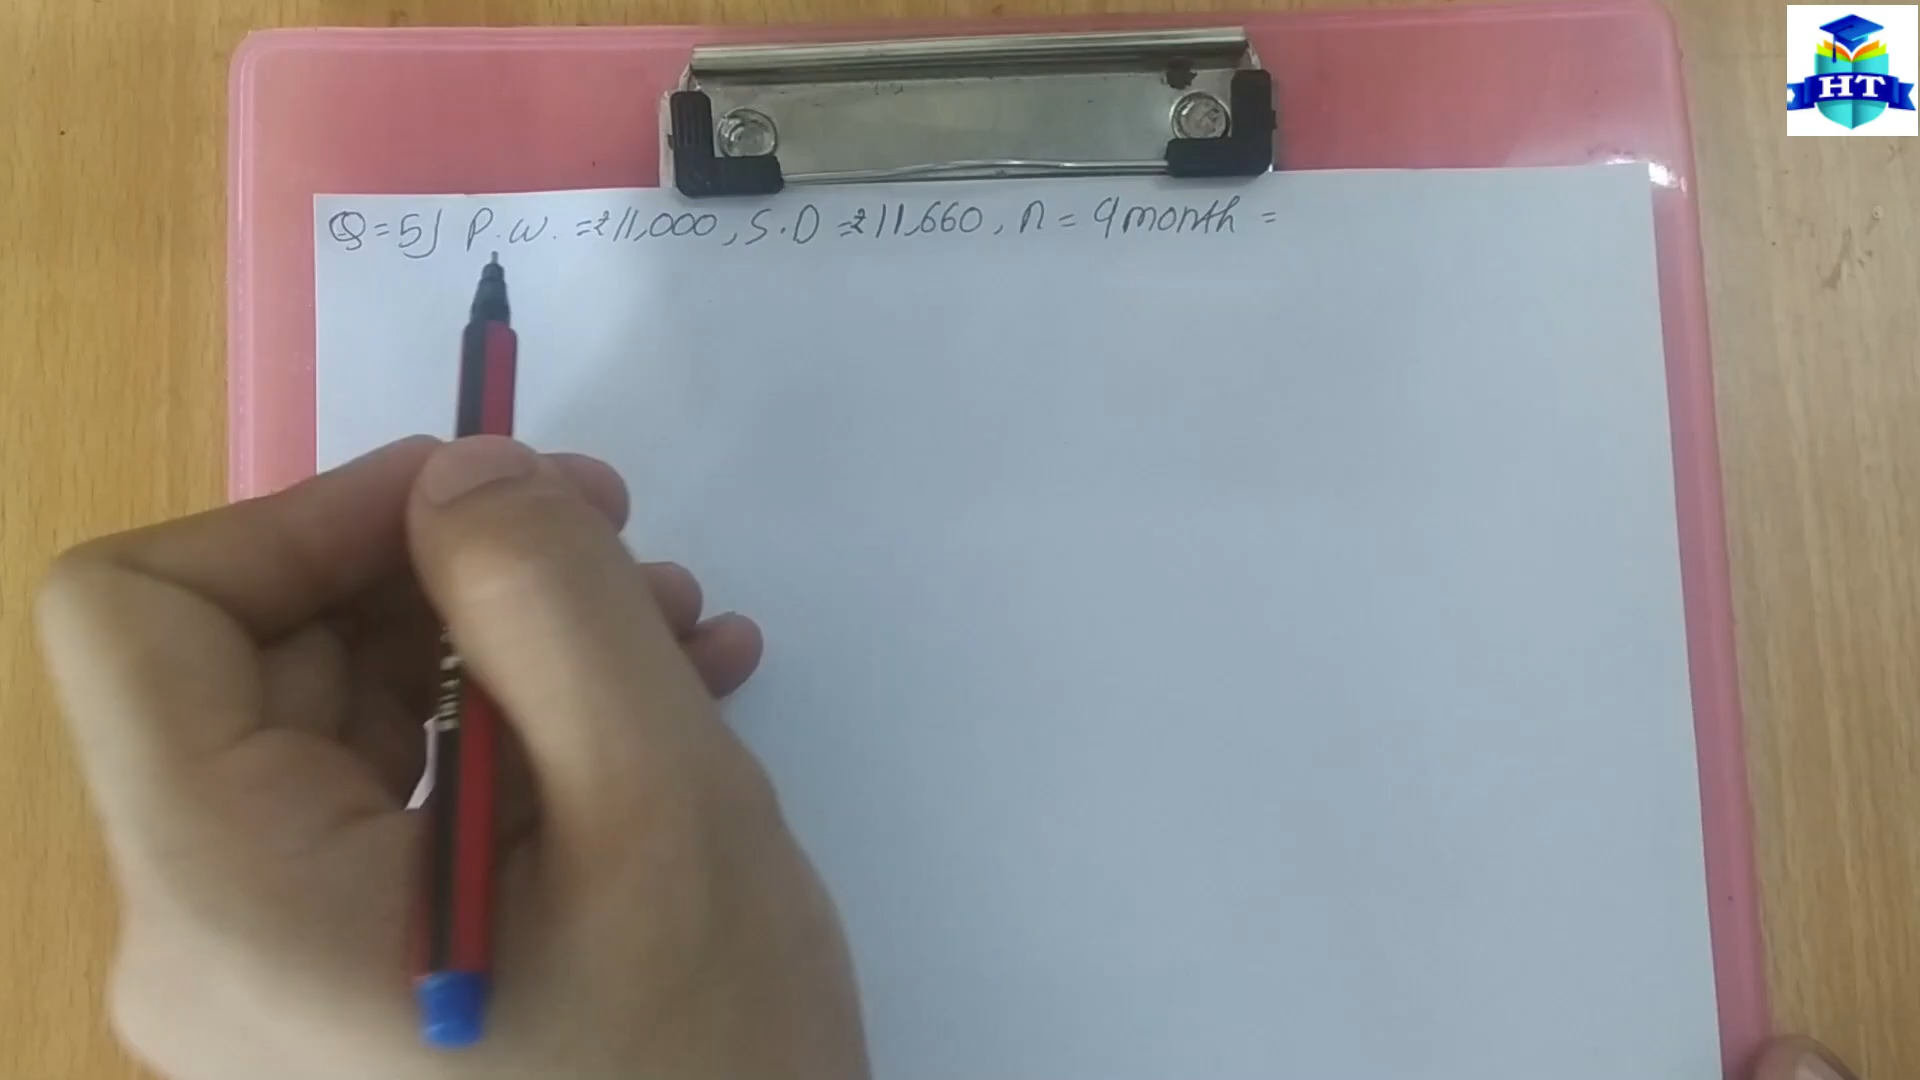 Q=5) P.W. = ₹11,000, S.D = ₹11,660, n = 9month =
HT